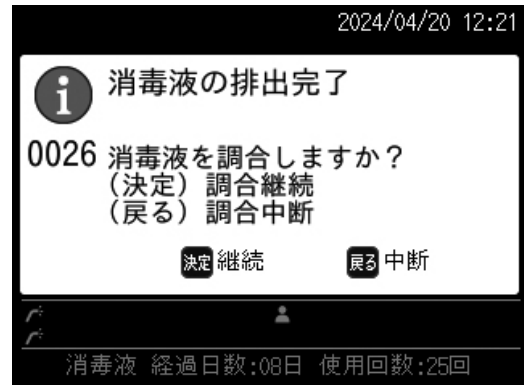 2024/04/20 12:21
消毒液の排出完了
0026 消毒液を調合しますか？
（決定）調合継続
（戻る）調合中断
決定 継続 戻る 中断
消毒液 経過日数:08日 使用回数:25回